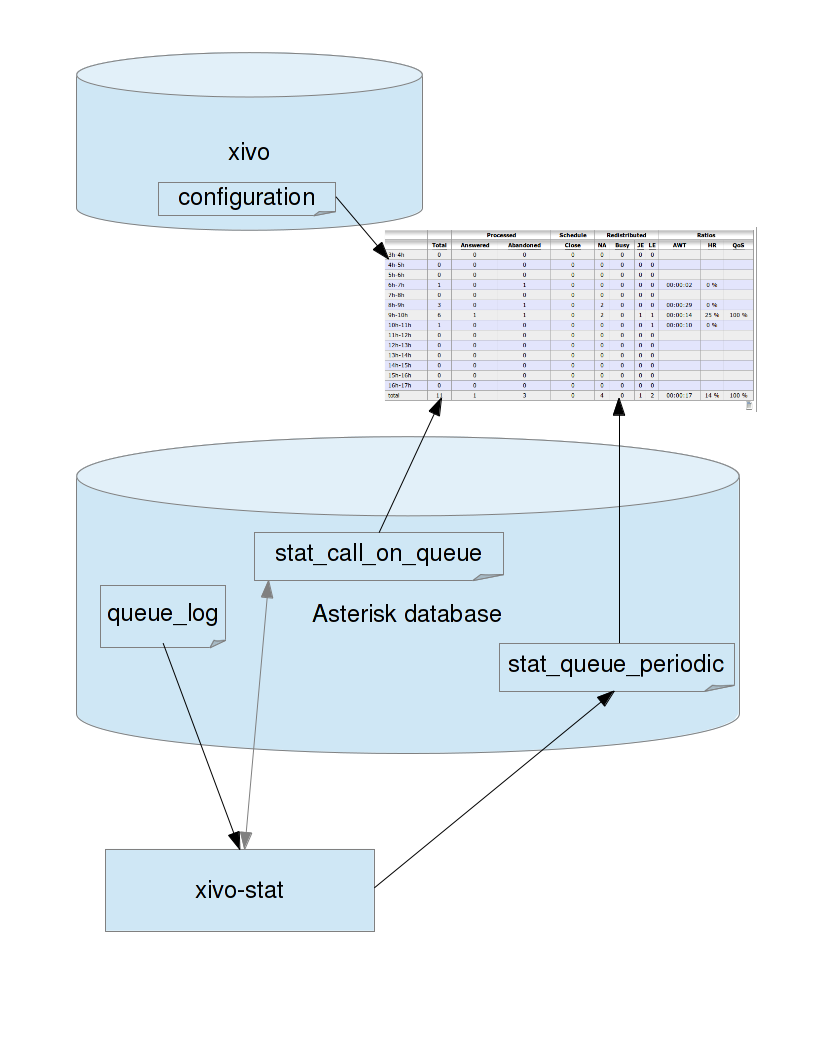 xivo
configuration
Processed Schedule Redistributed Ratios
Total Answered Abandoned Close NA Busy JE LE AWT HR QoS
3h-4h 0 0 0 0 0 0 0 0
4h-5h 0 0 0 0 0 0 0 0
5h-6h 0 0 0 0 0 0 0 0
6h-7h 1 0 1 0 0 0 0 0 00:00:02 0 %
7h-8h 0 0 0 0 0 0 0 0
8h-9h 3 0 1 0 2 0 0 0 00:00:29 0 %
9h-10h 6 1 1 0 2 0 1 1 00:00:14 25 % 100 %
10h-11h 1 0 0 0 0 0 0 1 00:00:10 0 %
11h-12h 0 0 0 0 0 0 0 0
12h-13h 0 0 0 0 0 0 0 0
13h-14h 0 0 0 0 0 0 0 0
14h-15h 0 0 0 0 0 0 0 0
15h-16h 0 0 0 0 0 0 0 0
16h-17h 0 0 0 0 0 0 0 0
total 11 1 3 0 4 0 1 2 00:00:17 14 % 100 %
stat_call_on_queue
queue_log
Asterisk database
stat_queue_periodic
xivo-stat